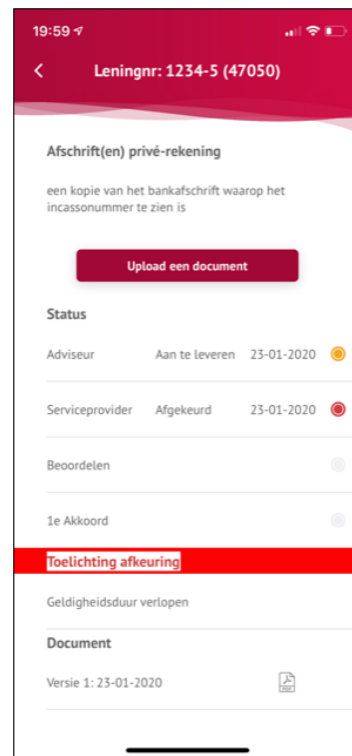 19:59
Leningnr: 1234-5 (47050)
Afschrift(en) privé-rekening
een kopie van het bankafschrift waarop het
incassonummer te zien is
Upload een document
Status
Adviseur Aan te leveren 23-01-2020
Serviceprovider Afgekeurd 23-01-2020
Beoordelen
1e Akkoord
Toelichting afkeuring
Geldigheidsduur verlopen
Document
Versie 1: 23-01-2020
PDF